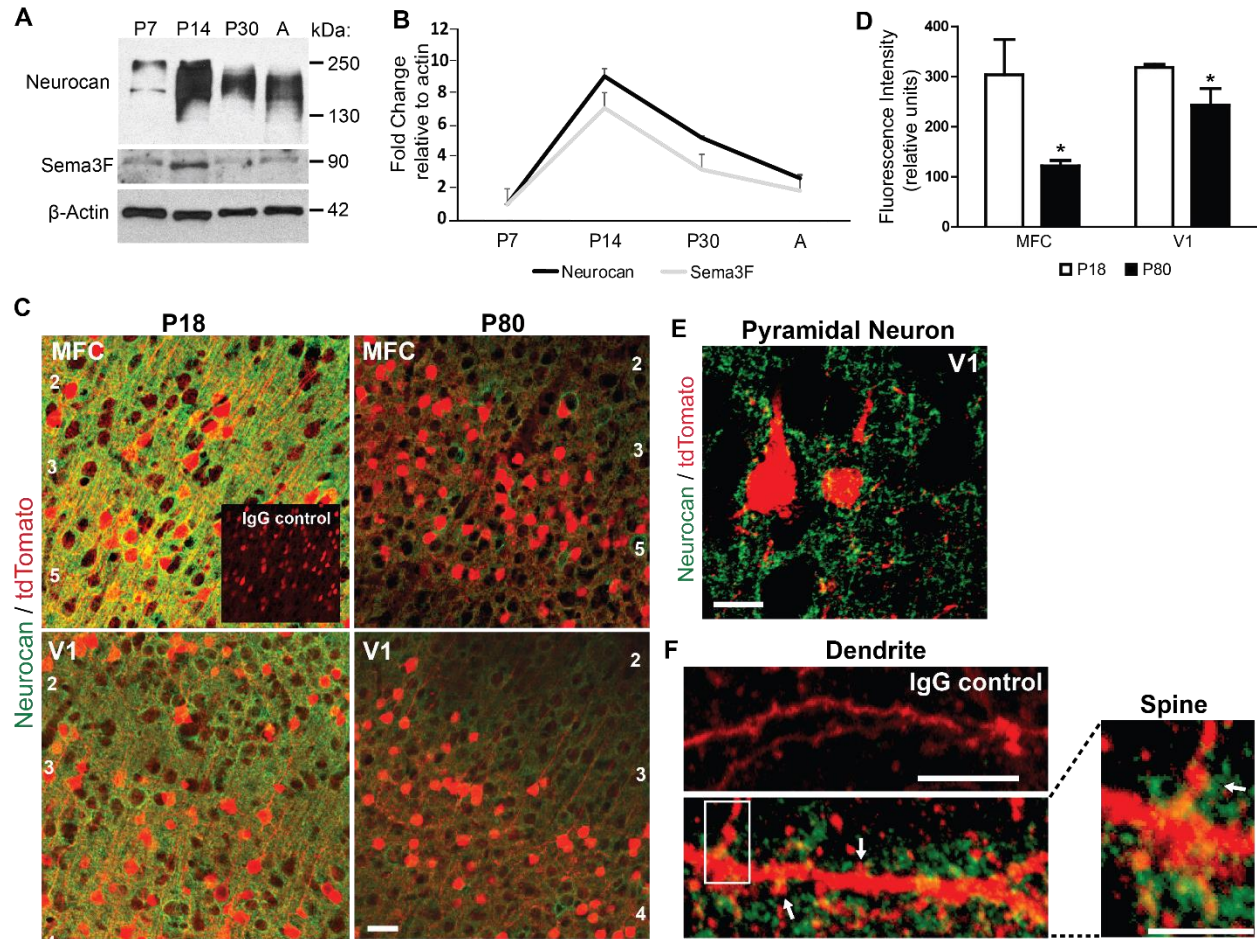 A
P7 P14 P30 A kDa:
Neurocan
250
130
Sema3F
90
β-Actin
42
B
Fold Change
relative to actin
12
10
8
6
4
2
0
P7 P14 P30 A
Neurocan Sema3F
D
Fluorescence Intensity
(relative units)
400
300
200
100
0
*
*
MFC V1
P18 P80
C
P18 P80
Neurocan / tdTomato
MFC
2
3
5
IgG control
MFC
2
3
5
V1
2
3
V1
2
3
4
E
Pyramidal Neuron
V1
Neurocan / tdTomato
F
Dendrite
IgG control
Spine